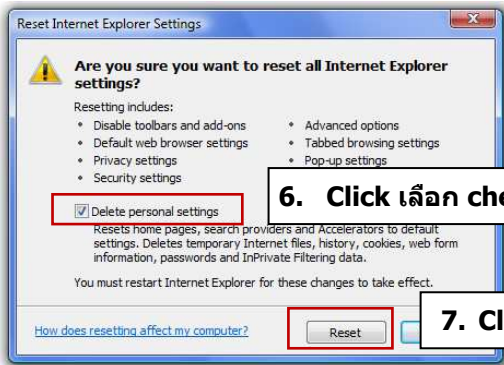 Reset Internet Explorer Settings
Are you sure you want to reset all Internet Explorer
settings?
Resetting includes:
• Disable toolbars and add-ons
• Default web browser settings
• Privacy settings
• Security settings
• Advanced options
• Tabbed browsing settings
• Pop-up settings
6. Click เลือก che
Delete personal settings
Resets home pages, search providers and Accelerators to default
settings. Deletes temporary Internet files, history, cookies, web form
information, passwords and InPrivate Filtering data.
You must restart Internet Explorer for these changes to take effect.
How does resetting affect my computer?
Reset
7. Cl